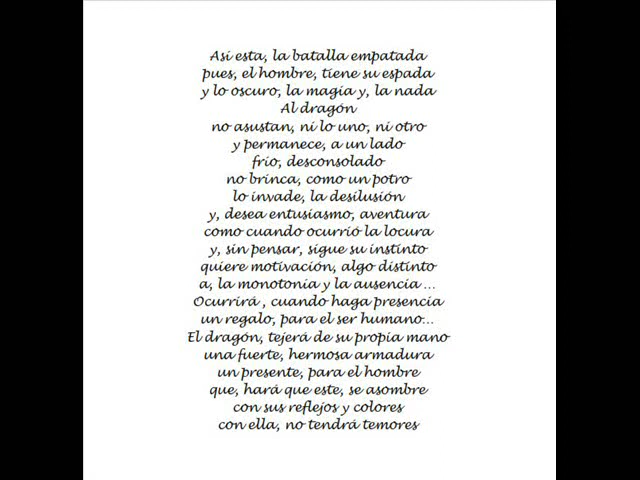 Asi esta, la batalla empatada
pues, el hombre, tiene su espada
y lo oscuro, la magia y, la nada
Al dragón
no asustan, ni lo uno, ni otro
y permanece, a un lado
frio, desconsolado
no brinca, como un potro
lo invade, la desilusión
y, desea entusiasmo, aventura
como cuando ocurrió la locura
y, sin pensar, sigue su instinto
quiere motivación, algo distinto
a, la monotonia y la ausencia ...
Ocurrirá , cuando haga presencia
un regalo, para el ser humano...
El dragón, tejerá de su propia mano
una fuerte, hermosa armadura
un presente, para el hombre
que, hará que este, se asombre
con sus reflejos y colores
con ella, no tendrá temores